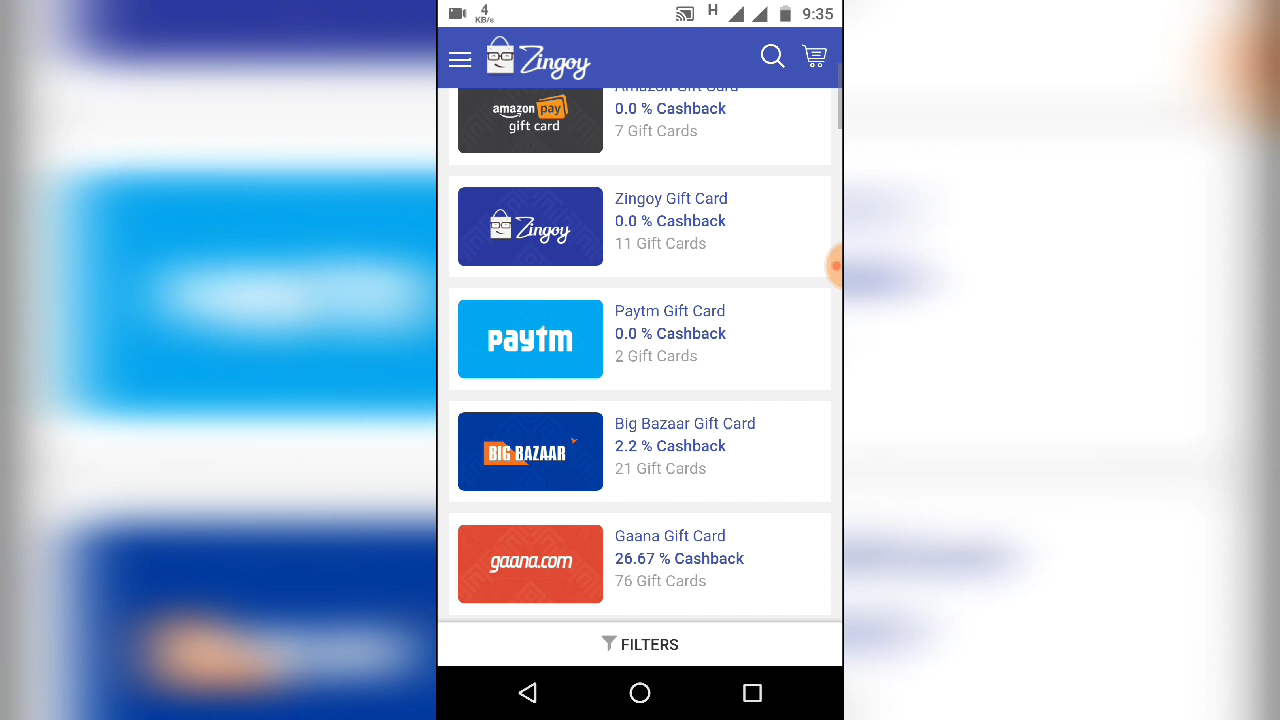 4
KB/s
H
9:35
Zingoy
amazon pay
gift card
Amazon Gift Card
0.0 % Cashback
7 Gift Cards
Zingoy
Zingoy Gift Card
0.0 % Cashback
11 Gift Cards
paytm
Paytm Gift Card
0.0 % Cashback
2 Gift Cards
BIG BAZAAR
Big Bazaar Gift Card
2.2 % Cashback
21 Gift Cards
gaana.com
Gaana Gift Card
26.67 % Cashback
76 Gift Cards
FILTERS